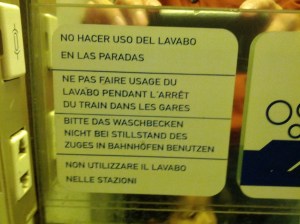 NO HACER USO DEL LAVABO
EN LAS PARADAS
NE PAS FAIRE USAGE DU
LAVABO PENDANT L'ARRÊT
DU TRAIN DANS LES GARES
BITTE DAS WASCHBECKEN
NICHT BEI STILLSTAND DES
ZUGES IN BAHNHÖFEN BENUTZEN
NON UTILIZZARE IL LAVABO
NELLE STAZIONI